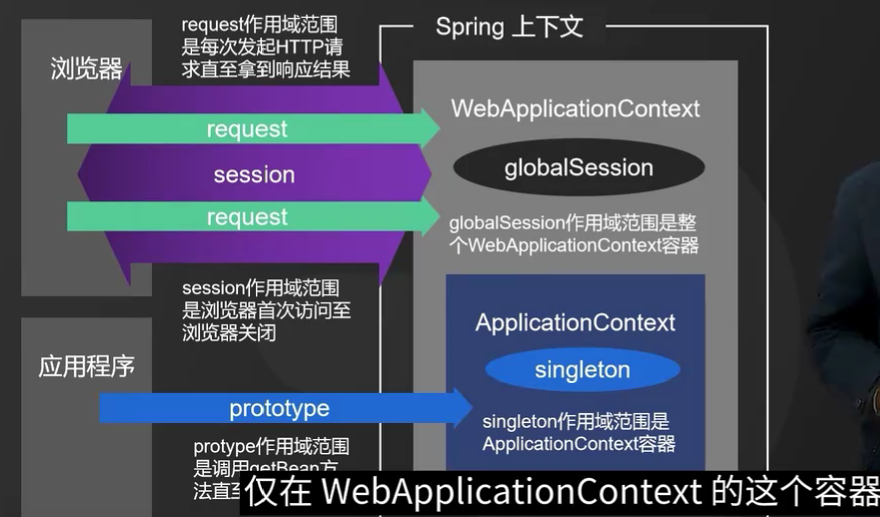 request作用域范围
是每次发起HTTP请
求直至拿到响应结果
Spring 上下文
浏览器
WebApplicationContext
request
session
globalSession
request
globalSession作用域范围是整
个WebApplicationContext容器
session作用域范围
是浏览器首次访问至
浏览器关闭
ApplicationContext
应用程序
singleton
prototype
singleton作用域范围是
ApplicationContext容器
protype作用域范围
是调用getBean方
法直至
仅在 WebApplicationContext 的这个容器